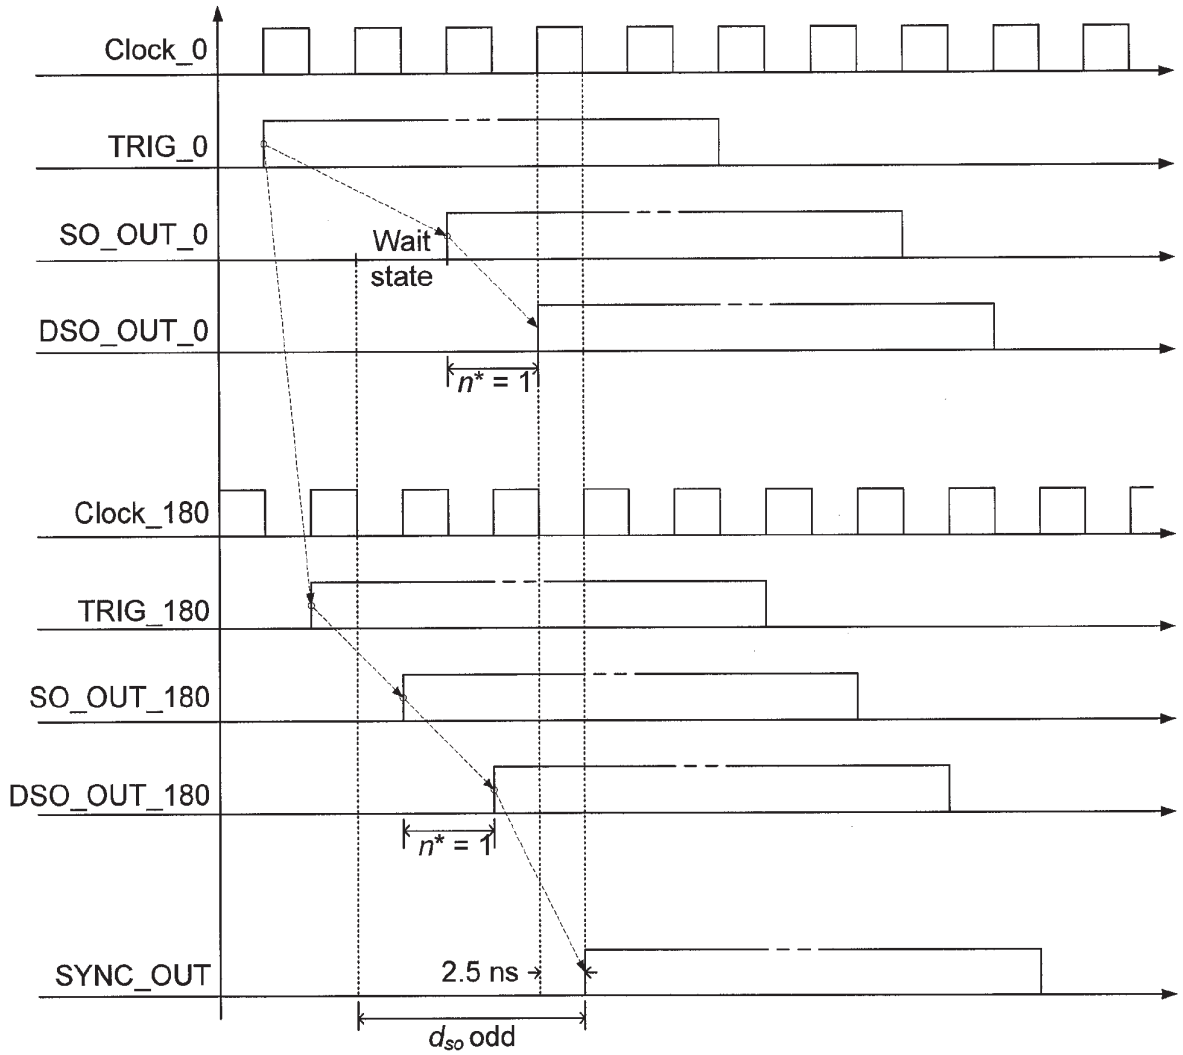 Clock_0
TRIG_0
SO_OUT_0
Wait
state
DSO_OUT_0
n* = 1
Clock_180
TRIG_180
SO_OUT_180
DSO_OUT_180
n* = 1
SYNC_OUT
2.5 ns
dso odd